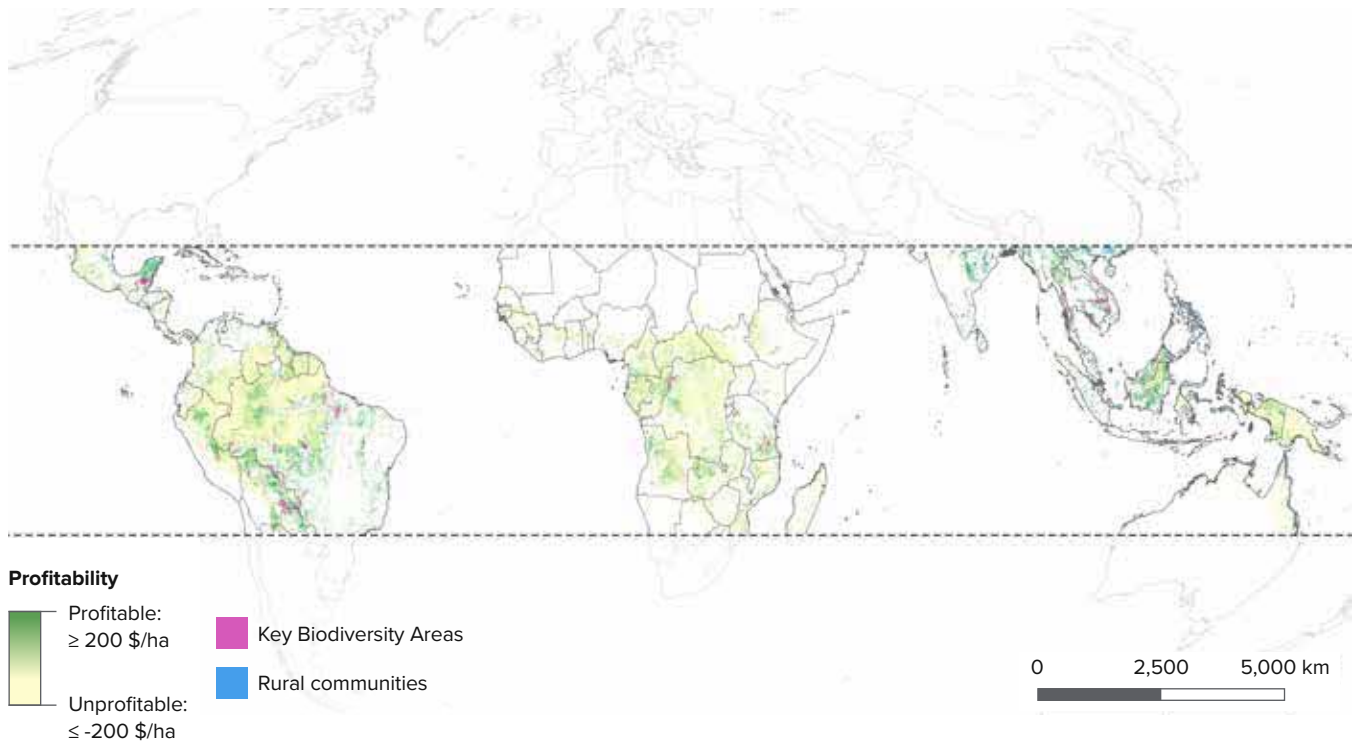 Profitability
Profitable:
≥ 200 $/ha
Unprofitable:
≤ -200 $/ha
Key Biodiversity Areas
Rural communities
0 2,500 5,000 km